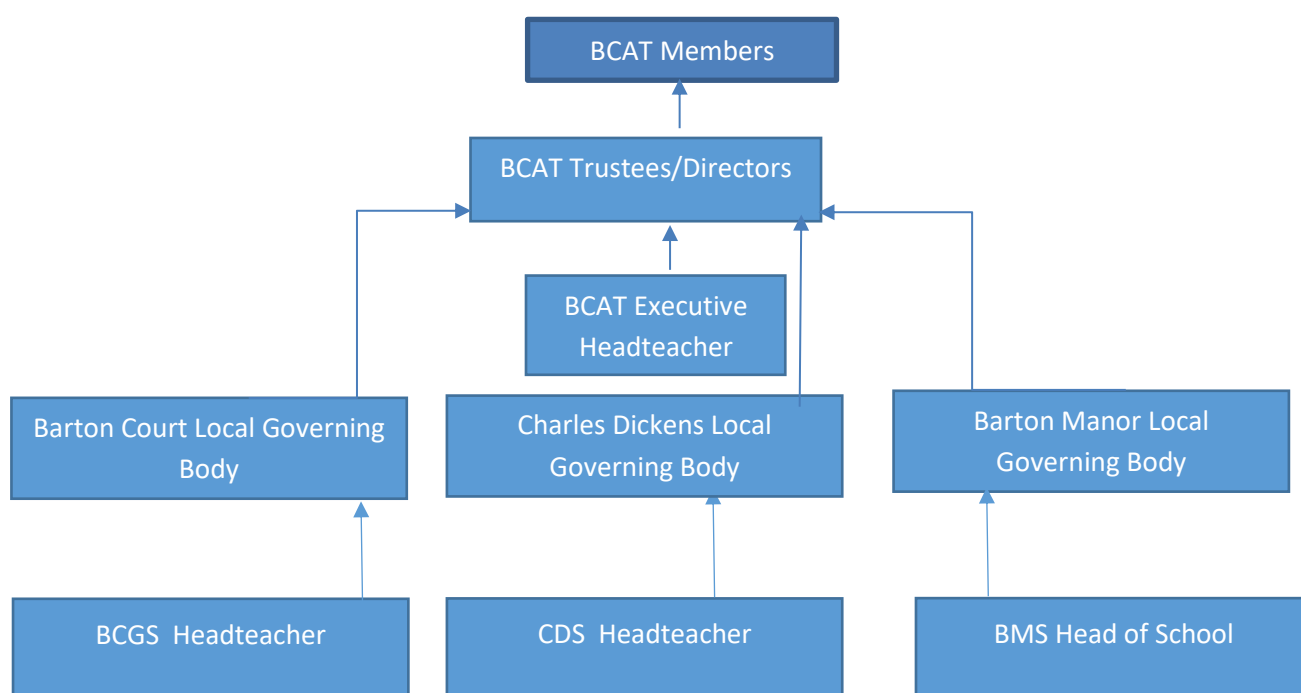 BCAT Members
BCAT Trustees/Directors
BCAT Executive
Headteacher
Barton Court Local Governing
Body
Charles Dickens Local
Governing Body
Barton Manor Local
Governing Body
BCGS  Headteacher
CDS  Headteacher
BMS Head of School